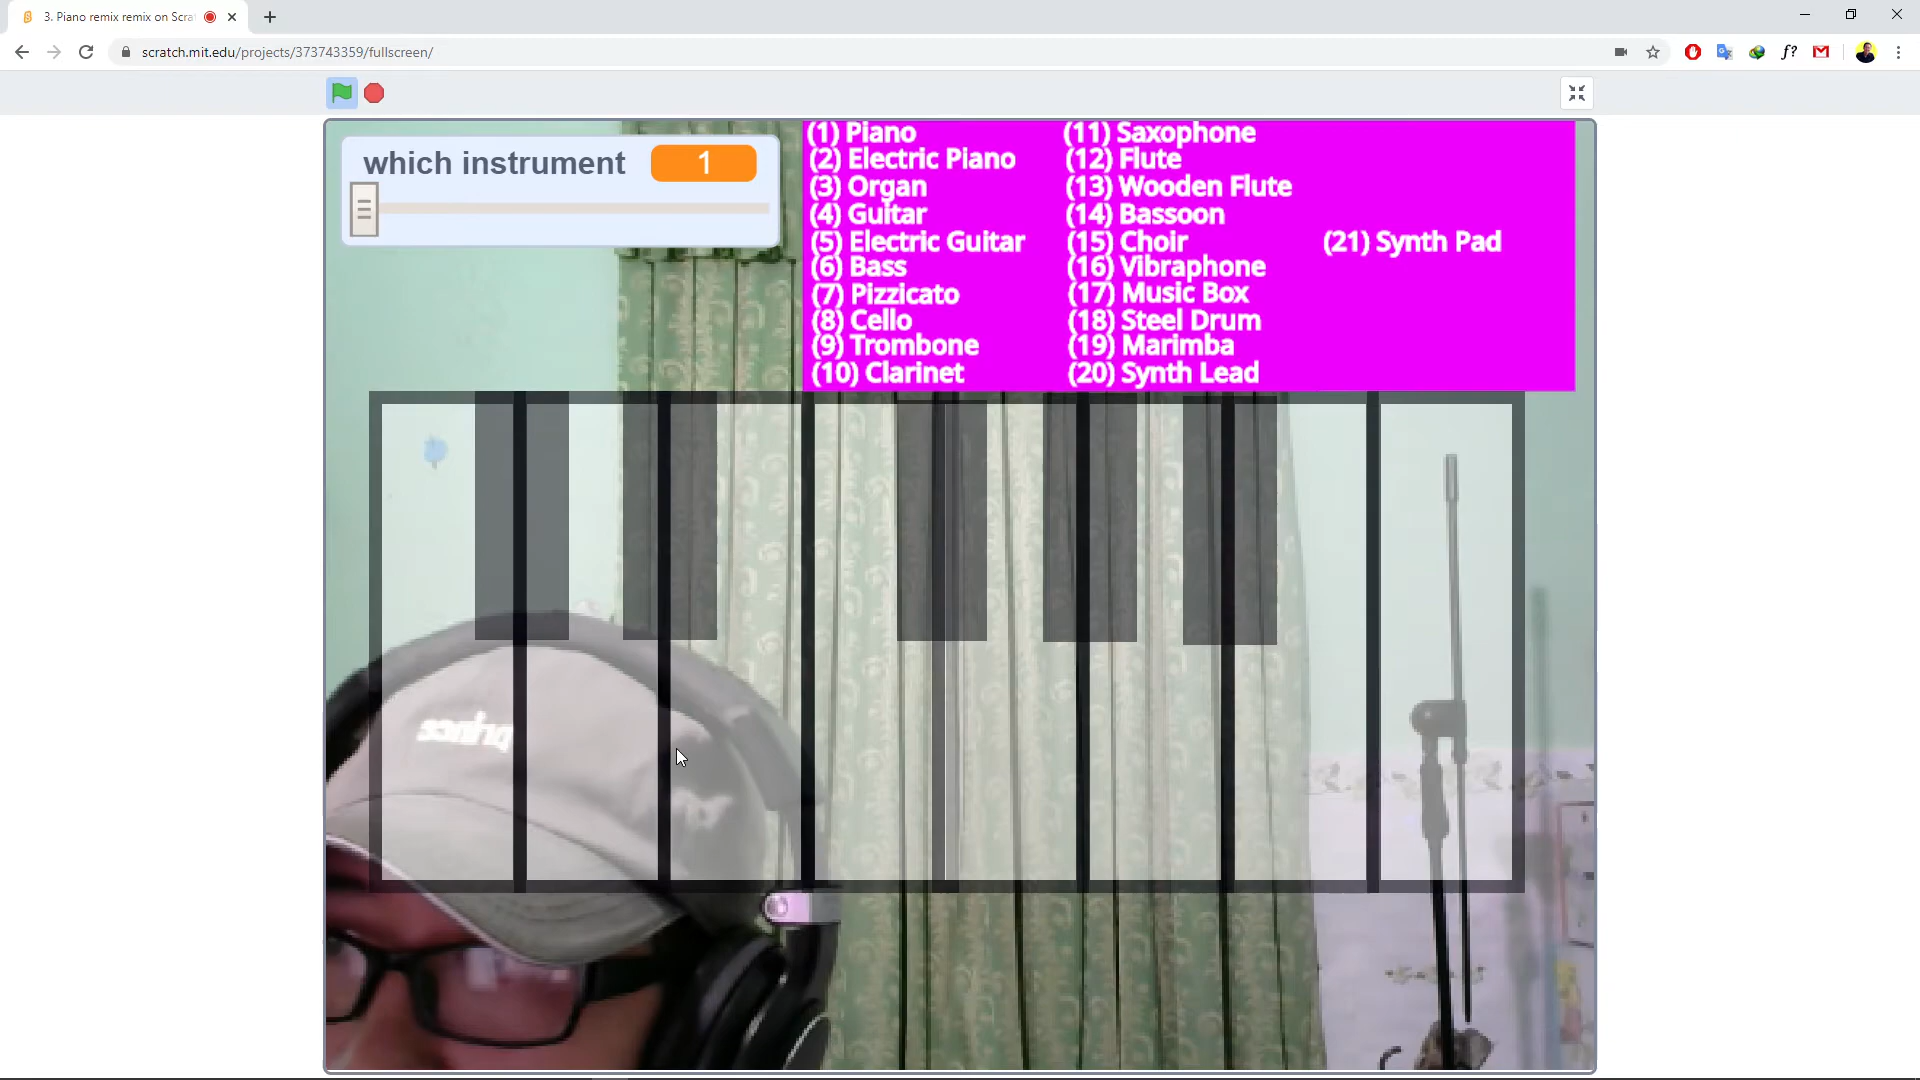 3. Piano remix remix on Scra
scratch.mit.edu/projects/373743359/fullscreen/
f?
which instrument 1
(1) Piano (11) Saxophone
(2) Electric Piano (12) Flute
(3) Organ (13) Wooden Flute
(4) Guitar (14) Bassoon
(5) Electric Guitar (15) Choir (21) Synth Pad
(6) Bass (16) Vibraphone
(7) Pizzicato (17) Music Box
(8) Cello (18) Steel Drum
(9) Trombone (19) Marimba
(10) Clarinet (20) Synth Lead
prince